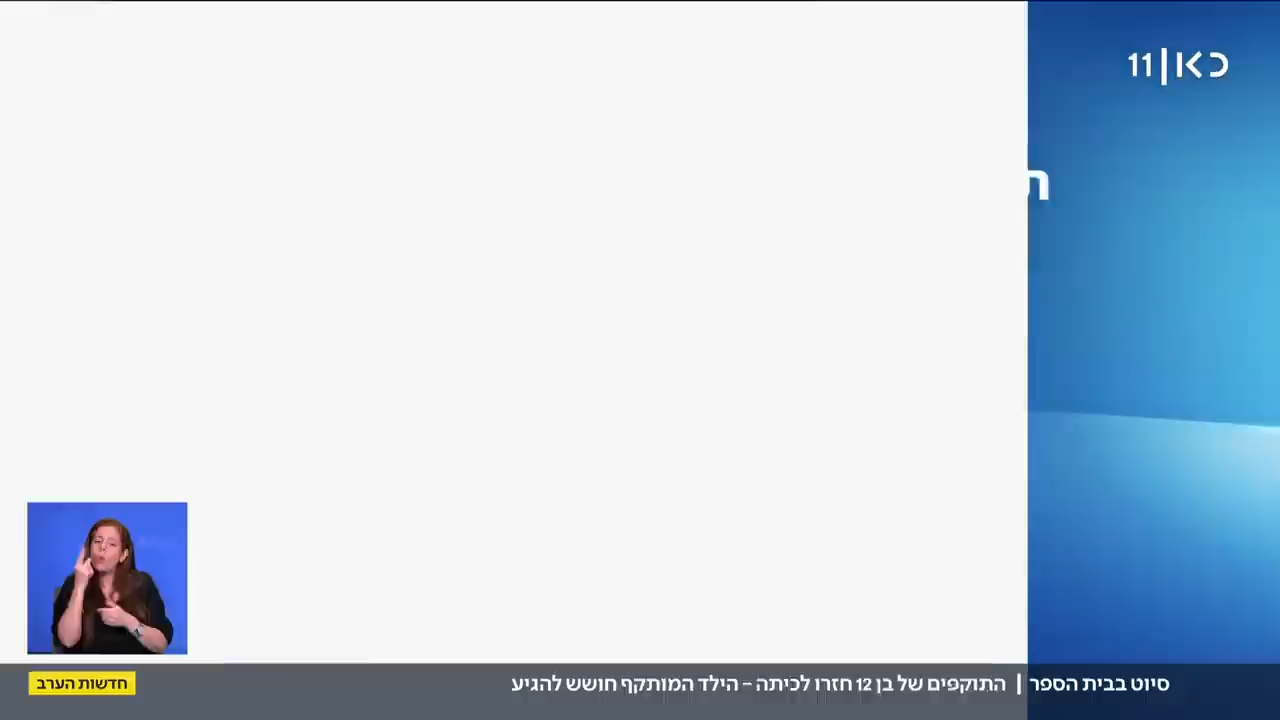 כאן 11
ת
סיוט בבית הספר | התוקפים של בן 12 חזרו לכיתה – הילד המותקף חושש להגיע
חדשות הערב